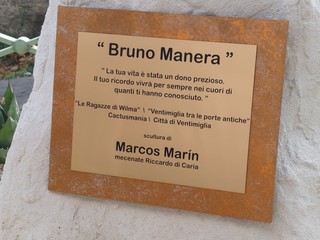 “ Bruno Manera ”
“ La tua vita è stata un dono prezioso.
Il tuo ricordo vivrà per sempre nei cuori di
quanti ti hanno conosciuto. “
“Le Ragazze di Wilma” \ “Ventimiglia tra le porte antiche”
Cactusmania \ Città di Ventimiglia
scultura di
Marcos Marín
mecenate Riccardo di Caria